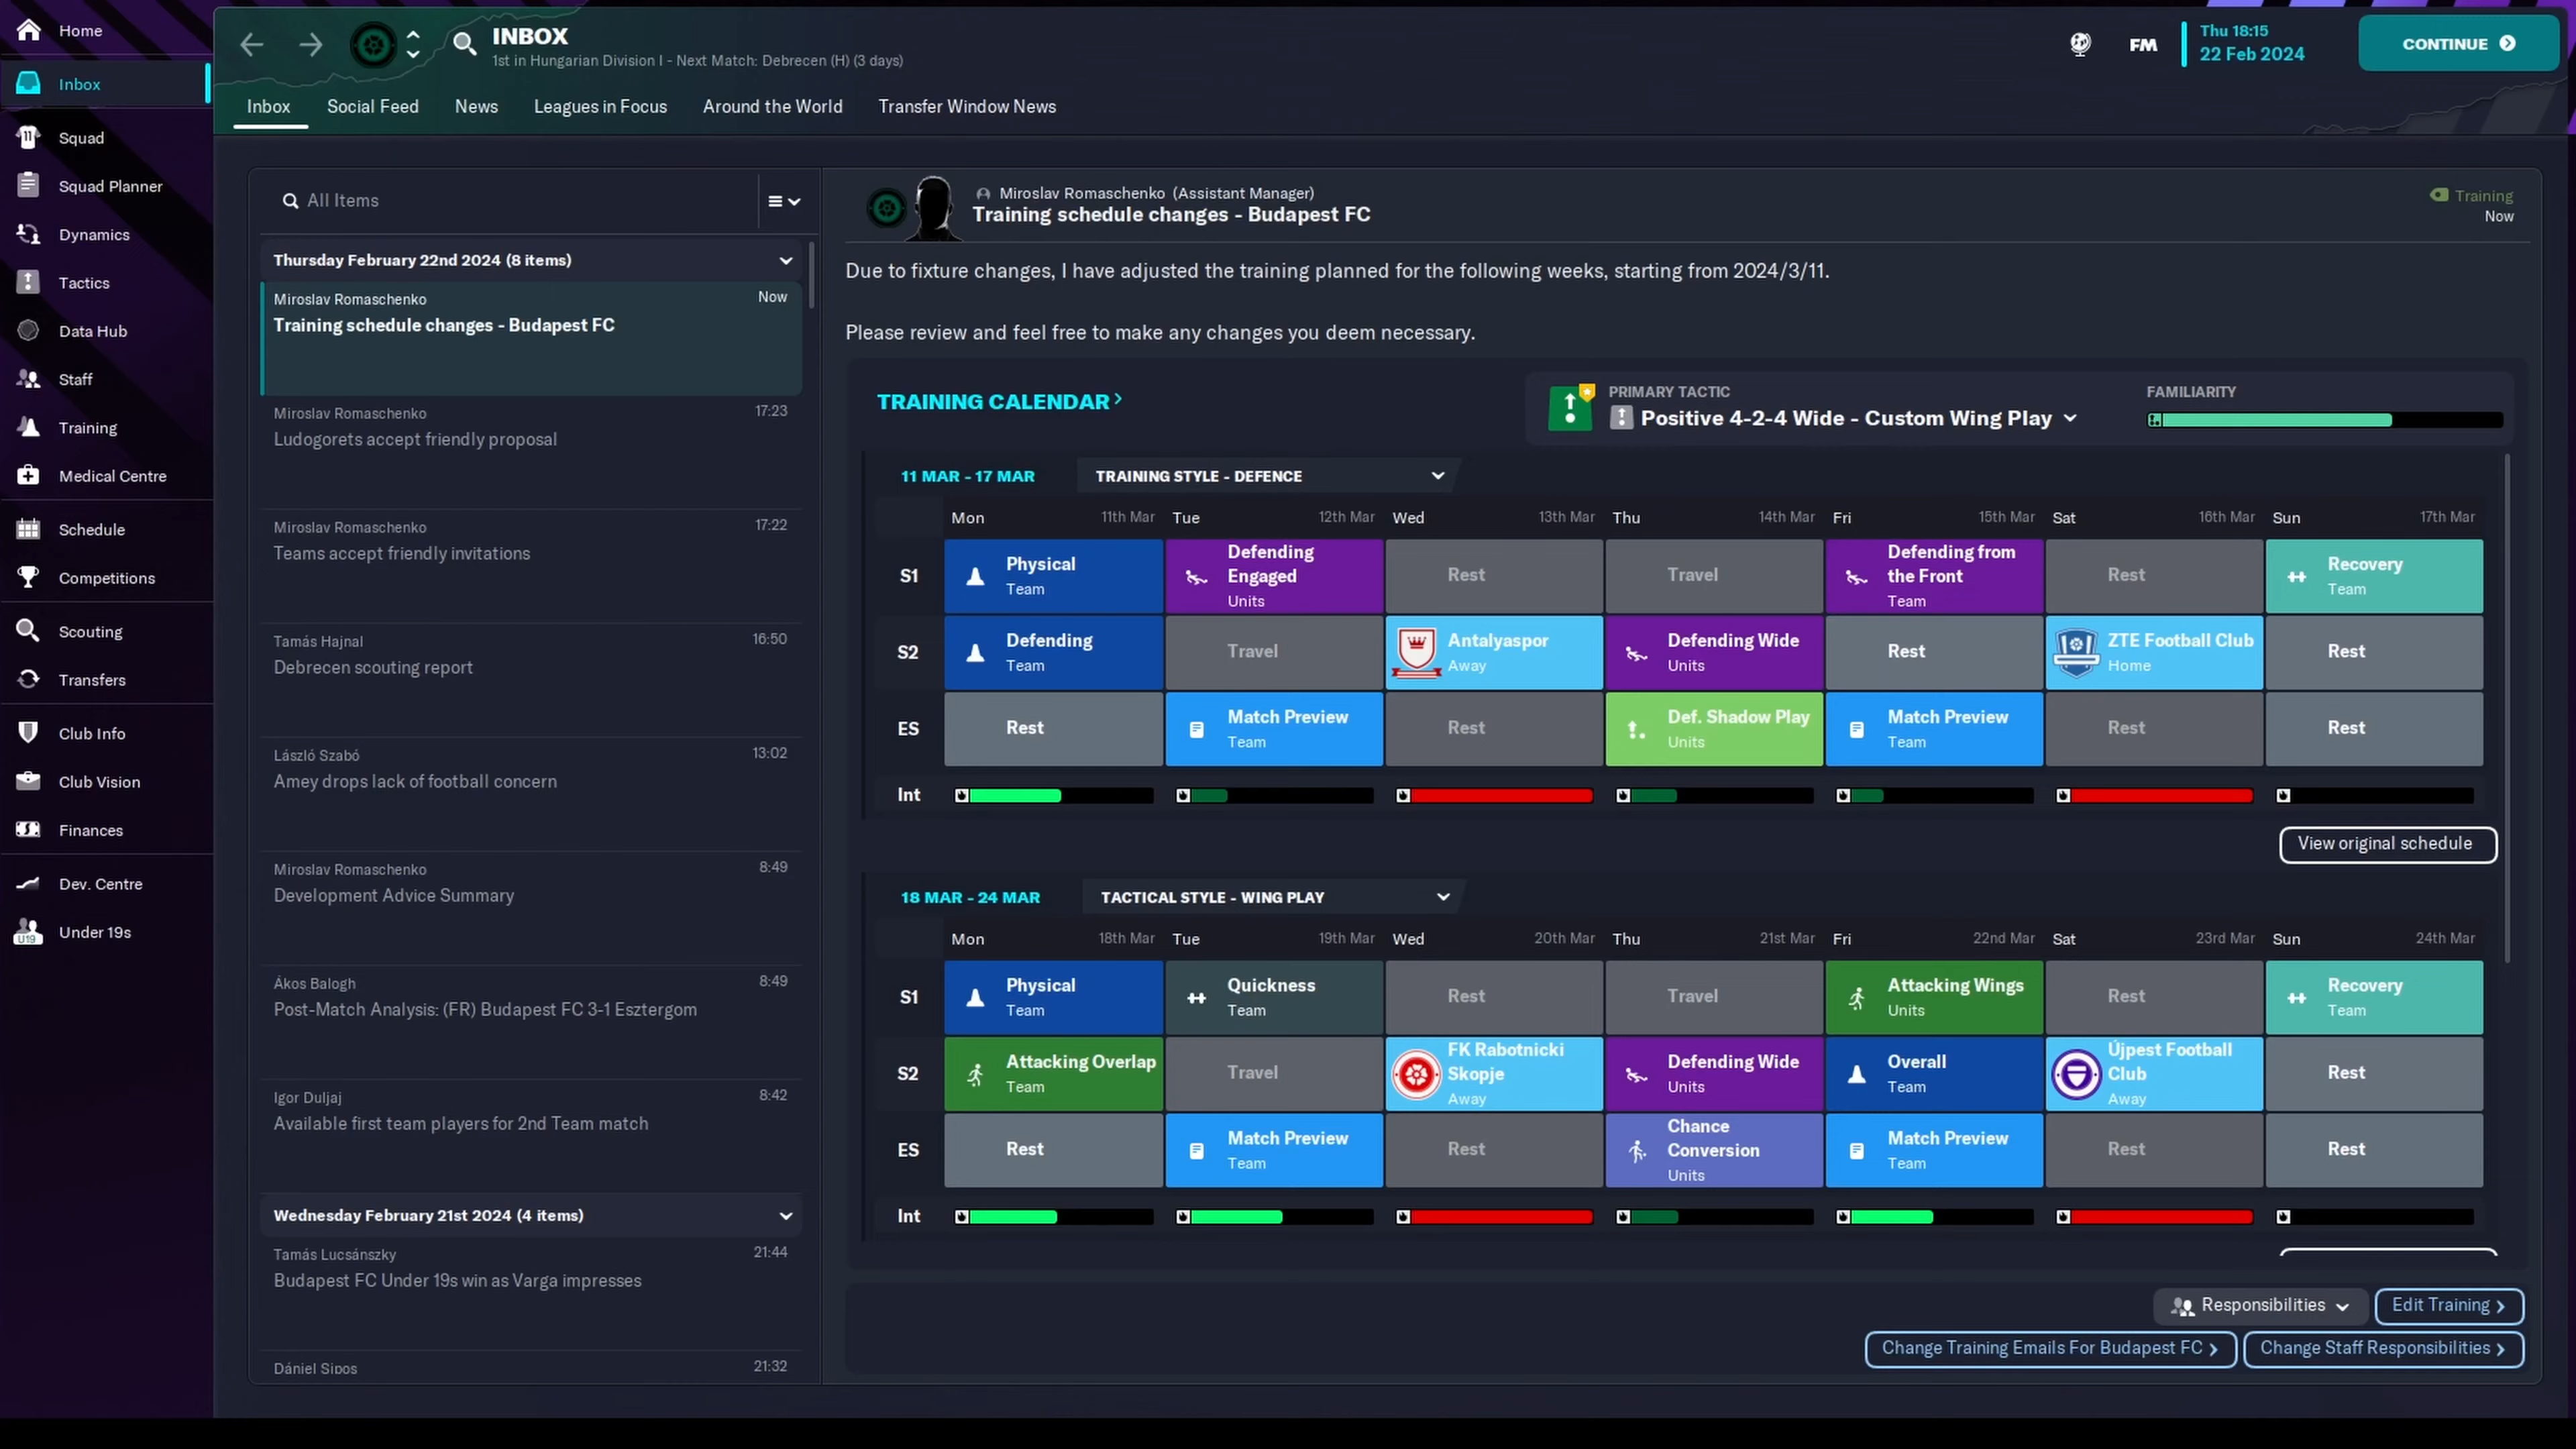 Home
Inbox
Squad
Squad Planner
Dynamics
Tactics
Data Hub
Staff
Training
Medical Centre
Schedule
Competitions
Scouting
Transfers
Club Info
Club Vision
Finances
Dev. Centre
U19
Under 19s
INBOX
1st in Hungarian Division I - Next Match: Debrecen (H) (3 days)
FM
Thu 18:15
22 Feb 2024
CONTINUE
Inbox Social Feed News Leagues in Focus Around the World Transfer Window News
All Items
Thursday February 22nd 2024 (8 items)
Miroslav Romaschenko Now
Training schedule changes - Budapest FC
Miroslav Romaschenko 17:23
Ludogorets accept friendly proposal
Miroslav Romaschenko 17:22
Teams accept friendly invitations
Tamás Hajnal 16:50
Debrecen scouting report
László Szabó 13:02
Amey drops lack of football concern
Miroslav Romaschenko 8:49
Development Advice Summary
Ákos Balogh 8:49
Post-Match Analysis: (FR) Budapest FC 3-1 Esztergom
Igor Duljaj 8:42
Available first team players for 2nd Team match
Wednesday February 21st 2024 (4 items)
Tamás Lucsánszky 21:44
Budapest FC Under 19s win as Varga impresses
Dániel Sipos 21:32
Miroslav Romaschenko (Assistant Manager)
Training schedule changes - Budapest FC
Training
Now
Due to fixture changes, I have adjusted the training planned for the following weeks, starting from 2024/3/11.
Please review and feel free to make any changes you deem necessary.
TRAINING CALENDAR
PRIMARY TACTIC
Positive 4-2-4 Wide - Custom Wing Play
FAMILIARITY
11 MAR - 17 MAR TRAINING STYLE - DEFENCE
Mon 11th Mar Tue 12th Mar Wed 13th Mar Thu 14th Mar Fri 15th Mar Sat 16th Mar Sun 17th Mar
S1
Physical
Team
Defending
Engaged
Units
Rest
Travel
Defending from
the Front
Team
Rest
Recovery
Team
S2
Defending
Team
Travel
Antalyaspor
Away
Defending Wide
Units
Rest
ZTE Football Club
Home
Rest
ES
Rest
Match Preview
Team
Rest
Def. Shadow Play
Units
Match Preview
Team
Rest
Rest
Int
View original schedule
18 MAR - 24 MAR TACTICAL STYLE - WING PLAY
Mon 18th Mar Tue 19th Mar Wed 20th Mar Thu 21st Mar Fri 22nd Mar Sat 23rd Mar Sun 24th Mar
S1
Physical
Team
Quickness
Team
Rest
Travel
Attacking Wings
Units
Rest
Recovery
Team
S2
Attacking Overlap
Team
Travel
FK Rabotnicki
Skopje
Away
Defending Wide
Units
Overall
Team
Újpest Football
Club
Away
Rest
ES
Rest
Match Preview
Team
Rest
Chance
Conversion
Units
Match Preview
Team
Rest
Rest
Int
Responsibilities Edit Training
Change Training Emails For Budapest FC Change Staff Responsibilities